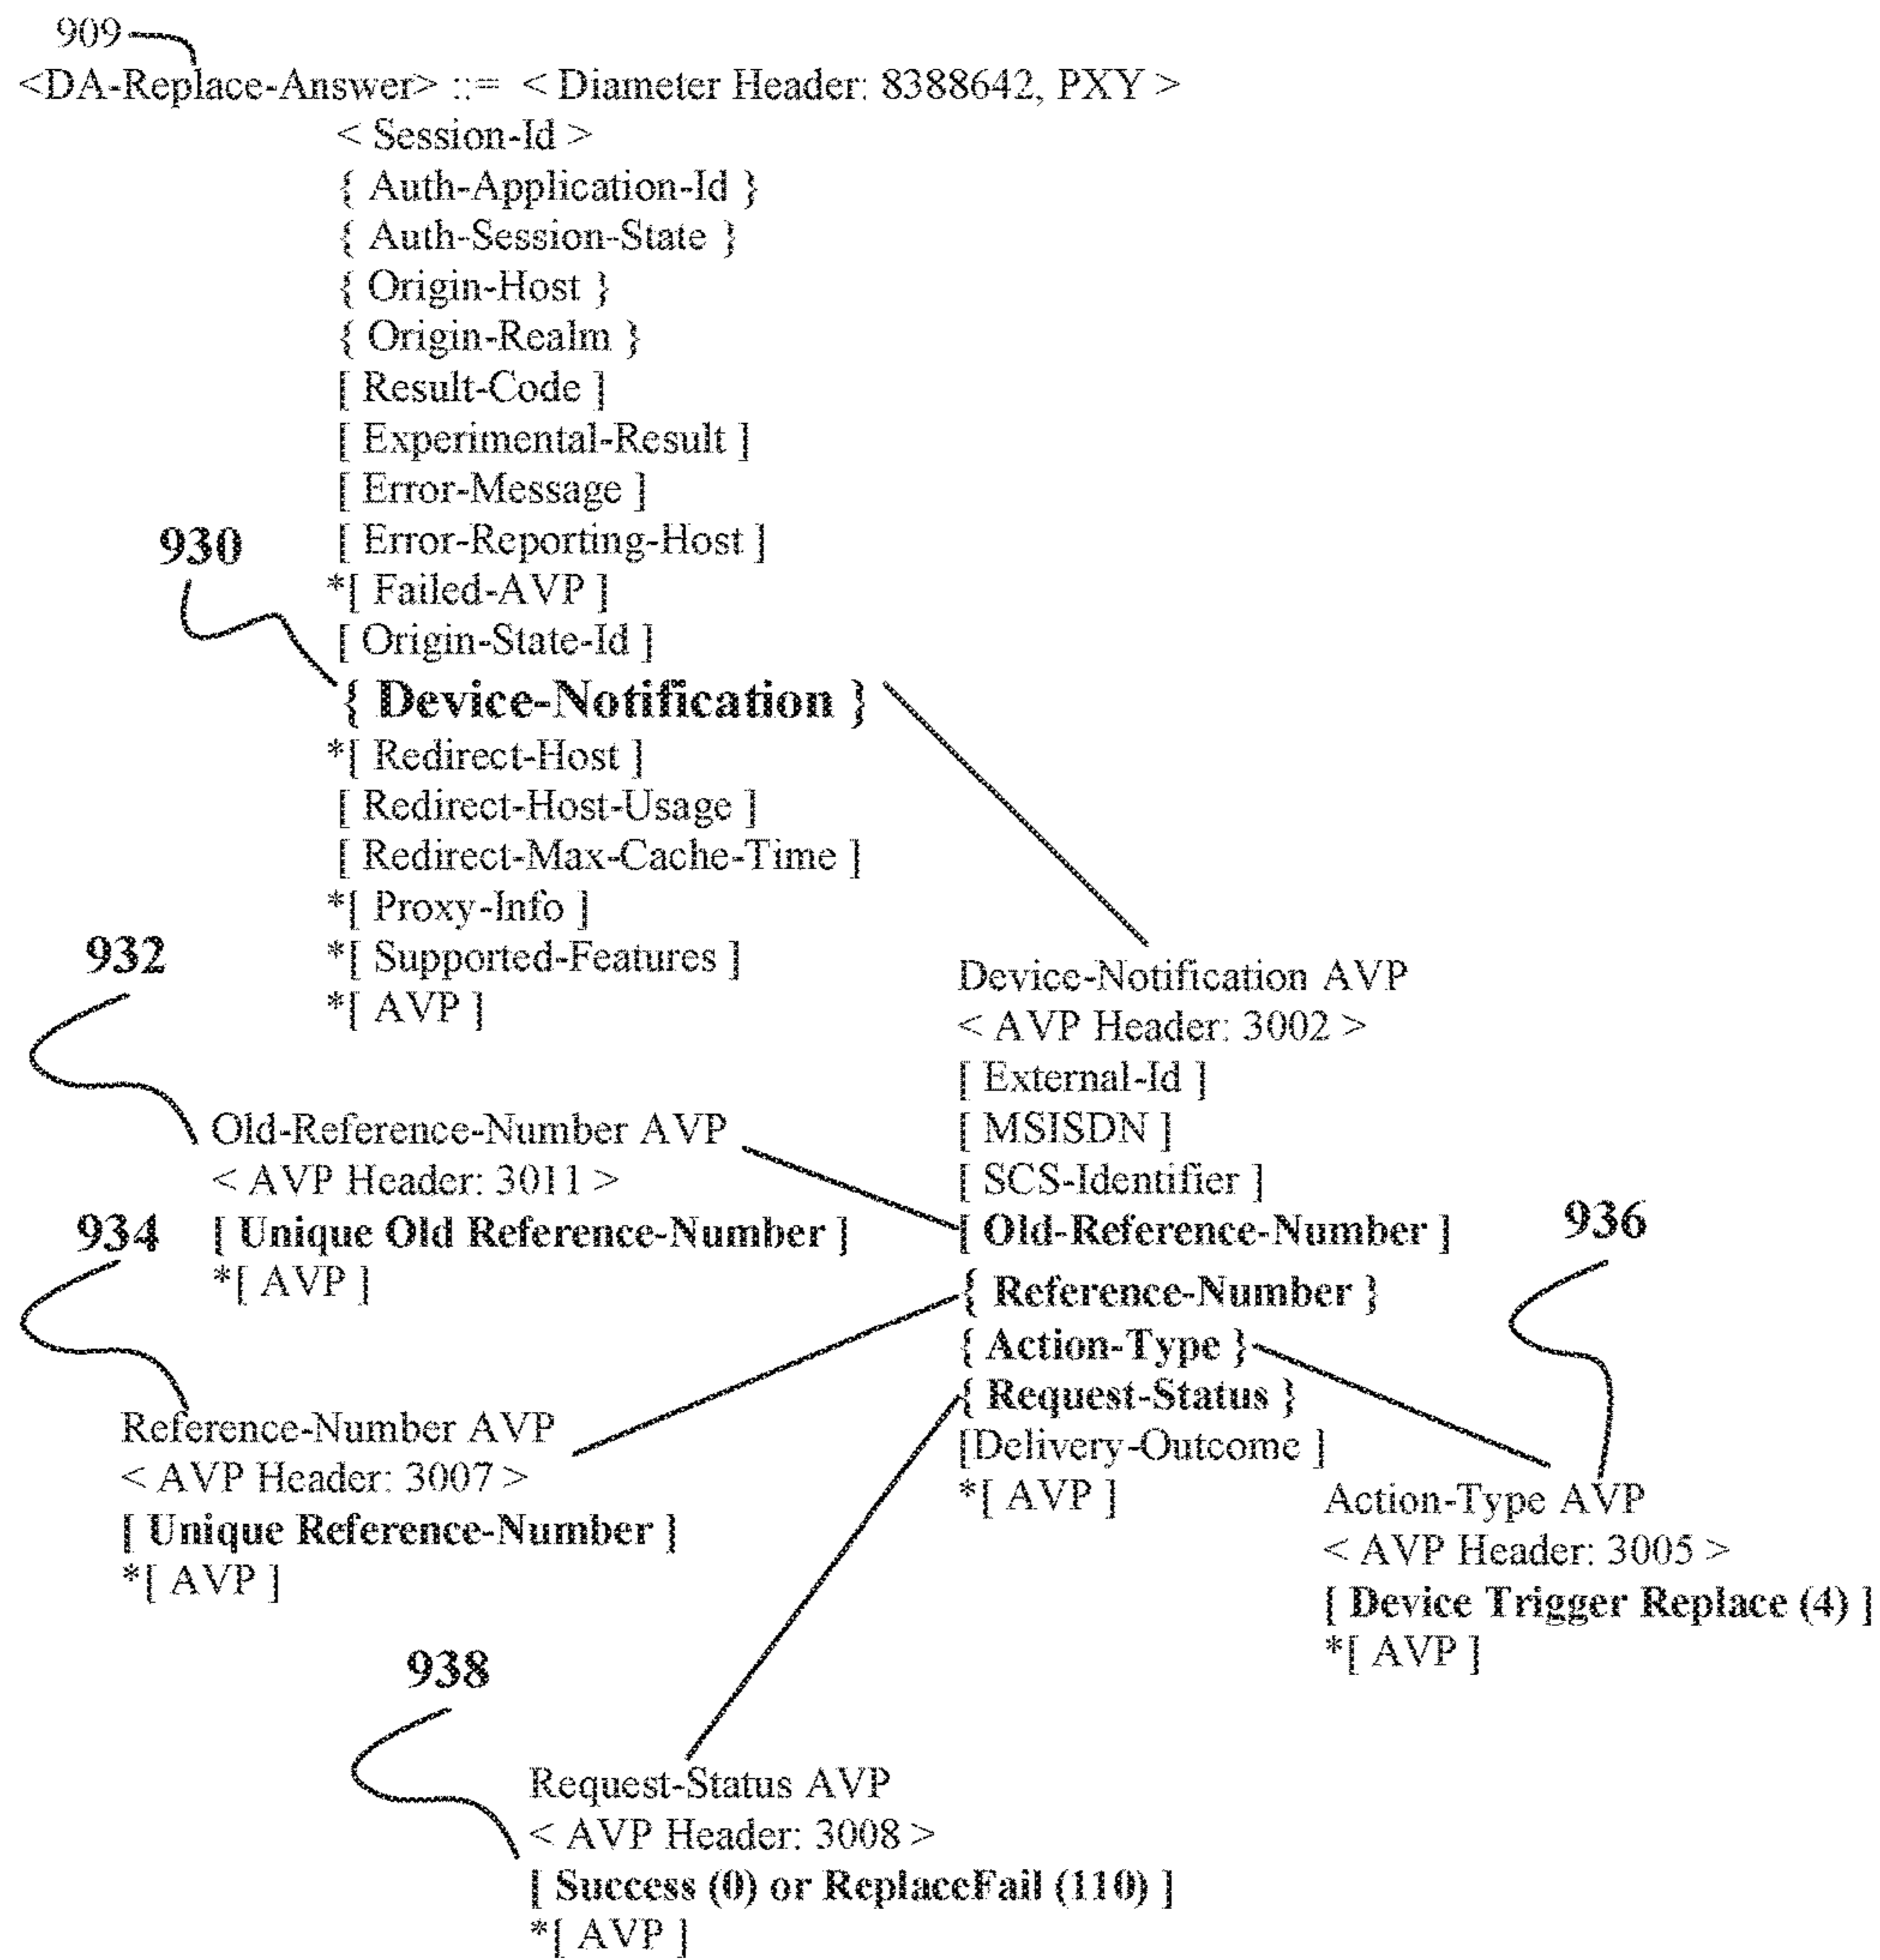 909
<DA-Replace-Answer> ::= < Diameter Header: 8388642, PXY >
< Session-Id >
{ Auth-Application-Id }
{ Auth-Session-State }
{ Origin-Host }
{ Origin-Realm }
[ Result-Code ]
[ Experimental-Result ]
[ Error-Message ]
[ Error-Reporting-Host ]
930
*[ Failed-AVP ]
[ Origin-State-Id ]
{ Device-Notification }
*[ Redirect-Host ]
[ Redirect-Host-Usage ]
[ Redirect-Max-Cache-Time ]
*[ Proxy-Info ]
*[ Supported-Features ]
*[ AVP ]
Device-Notification AVP
< AVP Header: 3002 >
[ External-Id ]
[ MSISDN ]
[ SCS-Identifier ]
[ Old-Reference-Number ]
{ Reference-Number }
{ Action-Type }
{ Request-Status }
[Delivery-Outcome ]
*[ AVP ]
932
Old-Reference-Number AVP
< AVP Header: 3011 >
[ Unique Old Reference-Number ]
*[ AVP ]
934
Reference-Number AVP
< AVP Header: 3007 >
[ Unique Reference-Number ]
*[ AVP ]
936
Action-Type AVP
< AVP Header: 3005 >
[ Device Trigger Replace (4) ]
*[ AVP ]
938
Request-Status AVP
< AVP Header: 3008 >
[ Success (0) or ReplaceFail (110) ]
*[ AVP ]